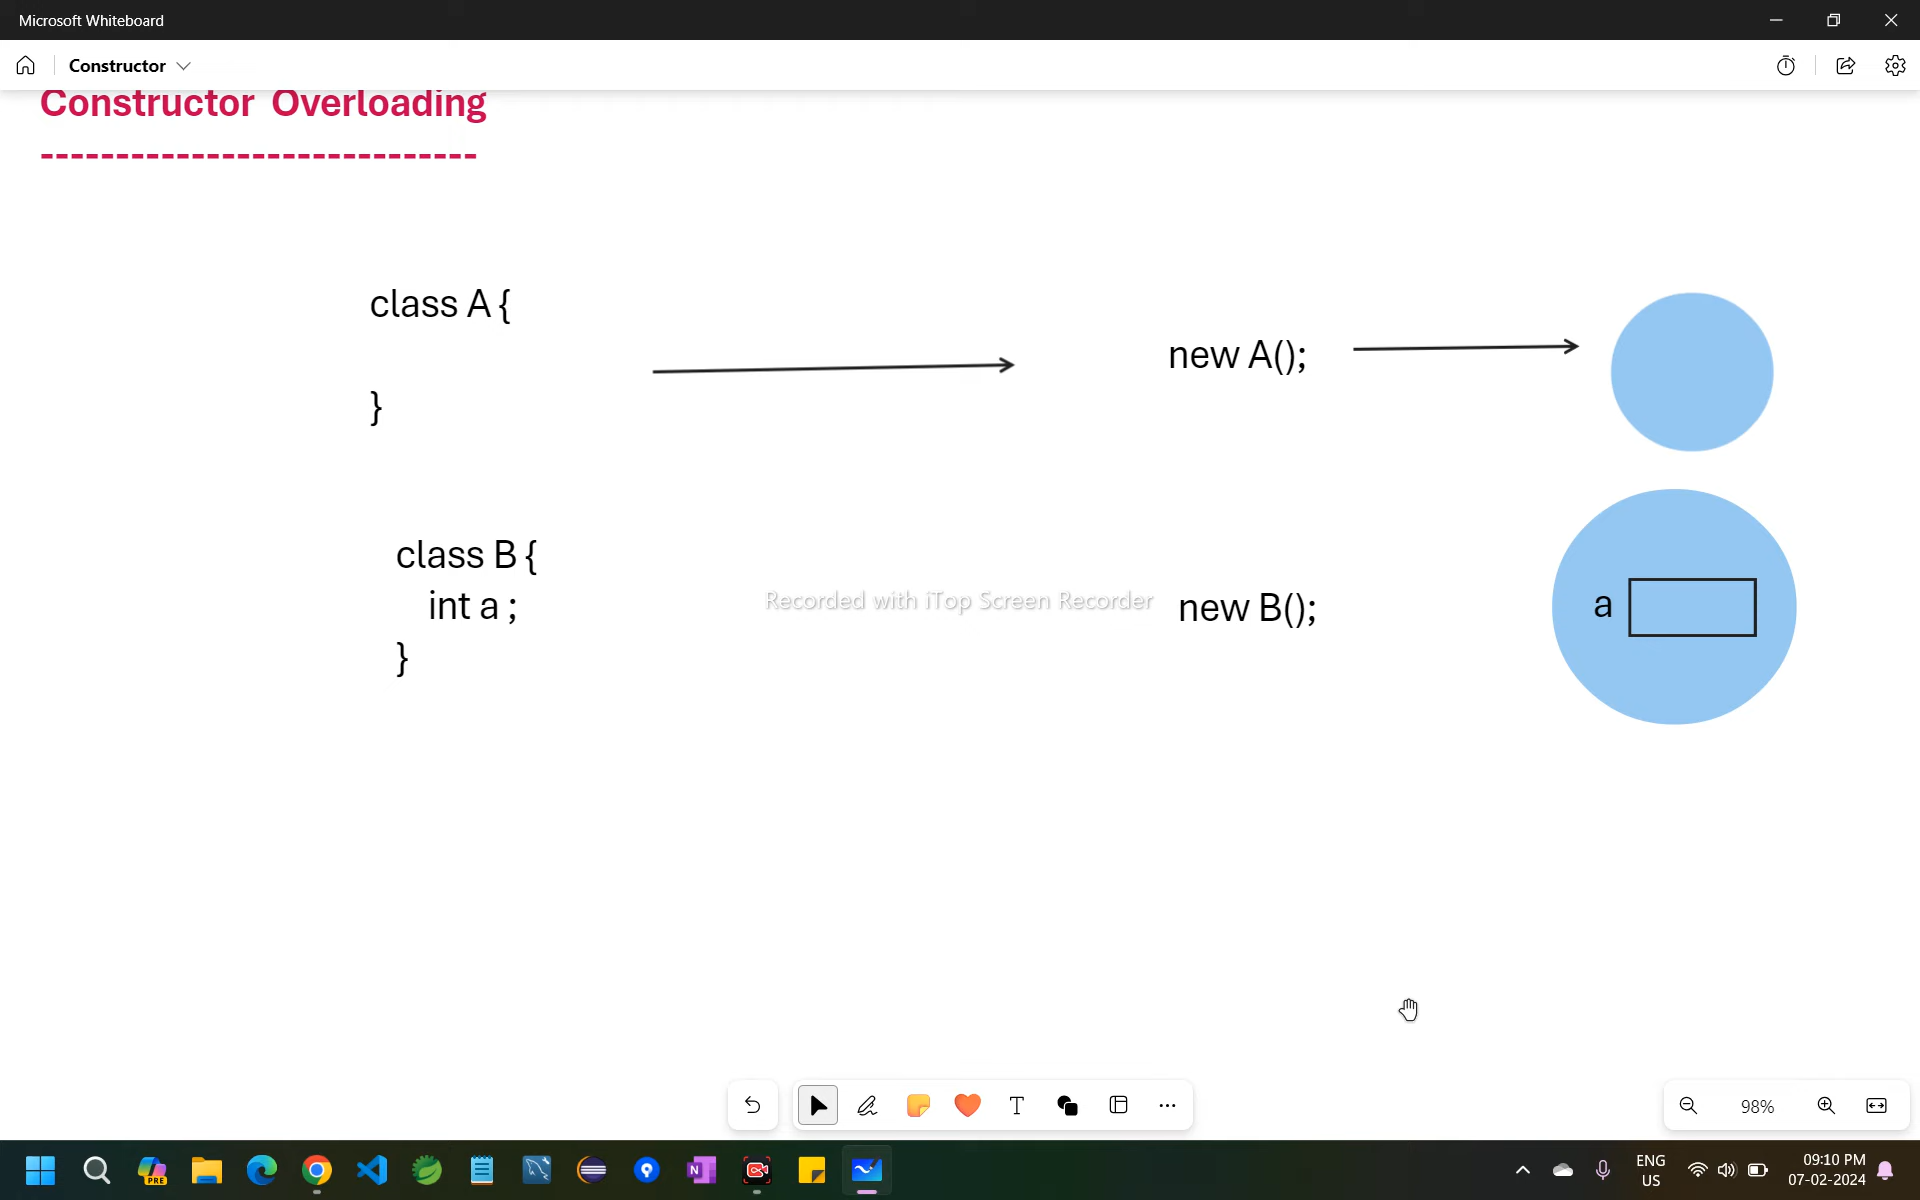 Microsoft Whiteboard
Constructor
Constructor Overloading
-----------------------------
class A {
new A();
}
class B {
int a ;
Recorded with iTop Screen Recorder
new B();
a
}
98%
PRE
N
ENG
US
09:10 PM
07-02-2024